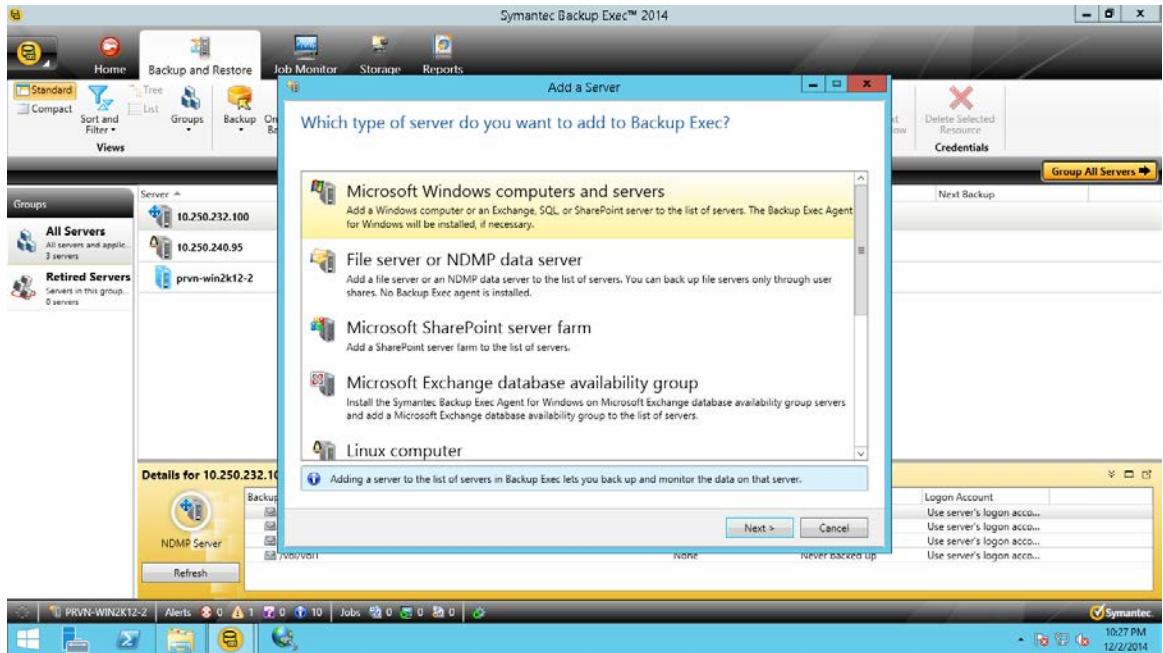 Symantec Backup Exec™ 2014
Home
Backup and Restore
Job Monitor
Storage
Reports
Standard
Compact
Sort and
Filter
Tree
List
Groups
Backup
Views
Delete Selected
Resource
Credentials
Group All Servers
Groups
All Servers
All servers and applic...
3 servers
Retired Servers
Servers in this group...
0 servers
Server
Next Backup
10.250.232.100
10.250.240.95
prvn-win2k12-2
Add a Server
Which type of server do you want to add to Backup Exec?
Microsoft Windows computers and servers
Add a Windows computer or an Exchange, SQL, or SharePoint server to the list of servers. The Backup Exec Agent
for Windows will be installed, if necessary.
File server or NDMP data server
Add a file server or an NDMP data server to the list of servers. You can back up file servers only through user
shares. No Backup Exec agent is installed.
Microsoft SharePoint server farm
Add a SharePoint server farm to the list of servers.
Microsoft Exchange database availability group
Install the Symantec Backup Exec Agent for Windows on Microsoft Exchange database availability group servers
and add a Microsoft Exchange database availability group to the list of servers.
Linux computer
Adding a server to the list of servers in Backup Exec lets you back up and monitor the data on that server.
Next >
Cancel
Details for 10.250.232.10
NDMP Server
Refresh
Backup
Logon Account
Use server's logon acco...
Use server's logon acco...
Use server's logon acco...
/vol/vol1 None Never backed up Use server's logon acco...
PRVN-WIN2K12-2 Alerts 0 1 0 10 Jobs 0 0 0
Symantec.
10:27 PM
12/2/2014